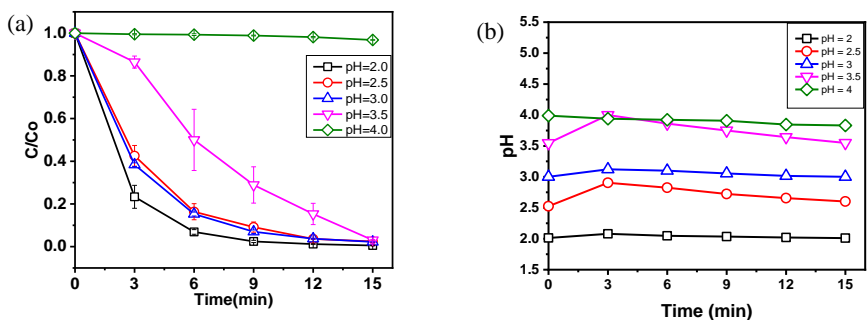 (a)
C/Co
1.0
0.8
0.6
0.4
0.2
0.0
0 3 6 9 12 15
Time(min)
pH=2.0
pH=2.5
pH=3.0
pH=3.5
pH=4.0
(b)
pH
5.5
5.0
4.5
4.0
3.5
3.0
2.5
2.0
1.5
0 3 6 9 12 15
Time (min)
pH = 2
pH = 2.5
pH = 3
pH = 3.5
pH = 4